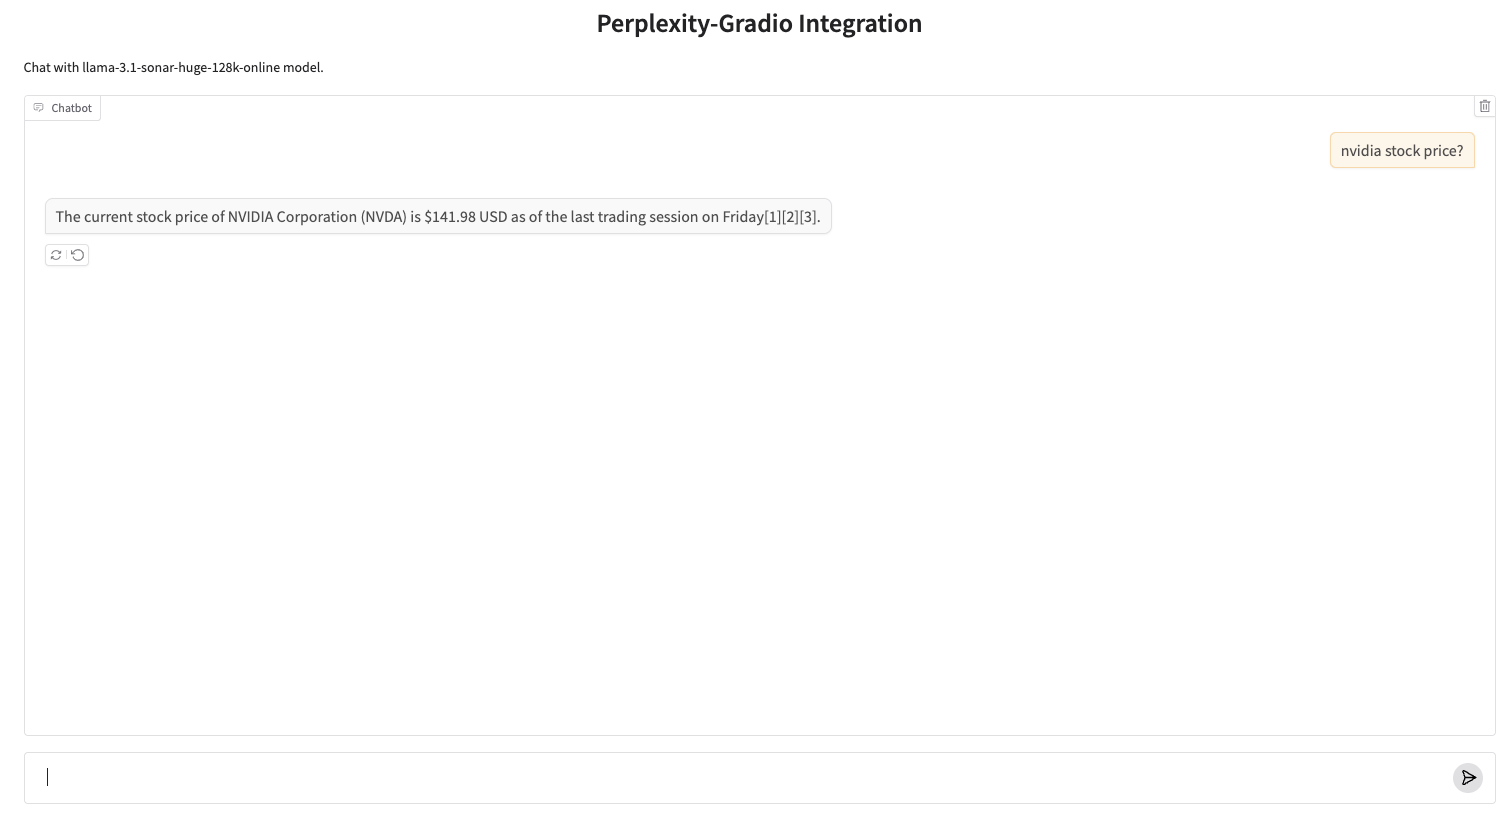 Perplexity-Gradio Integration
Chat with llama-3.1-sonar-huge-128k-online model.
Chatbot
nvidia stock price?
The current stock price of NVIDIA Corporation (NVDA) is $141.98 USD as of the last trading session on Friday[1][2][3].